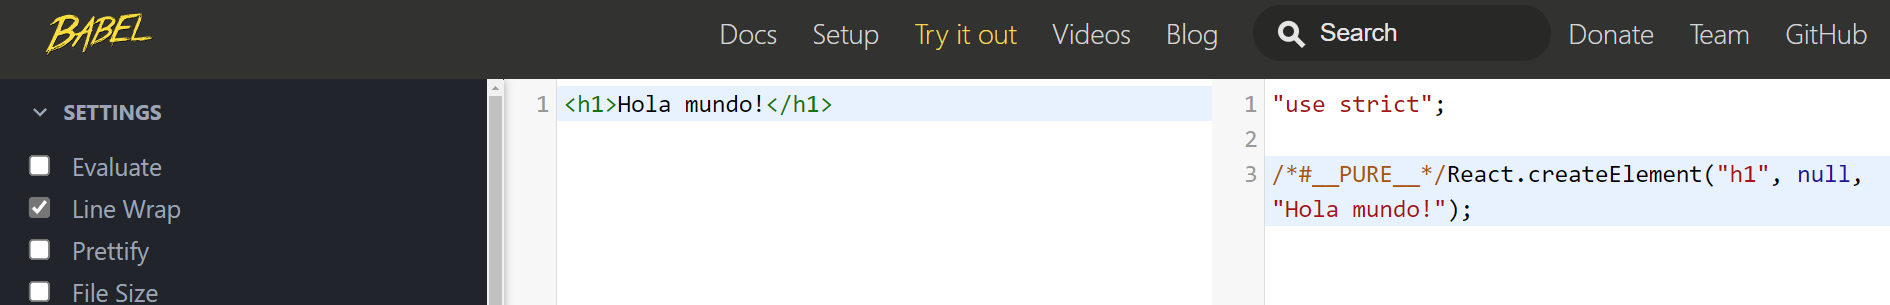 BABEL
Docs Setup Try it out Videos Blog Search Donate Team GitHub
SETTINGS
Evaluate
Line Wrap
Prettify
File Size
1 <h1>Hola mundo!</h1>
1 "use strict";
2
3 /*#__PURE__*/React.createElement("h1", null,
"Hola mundo!");